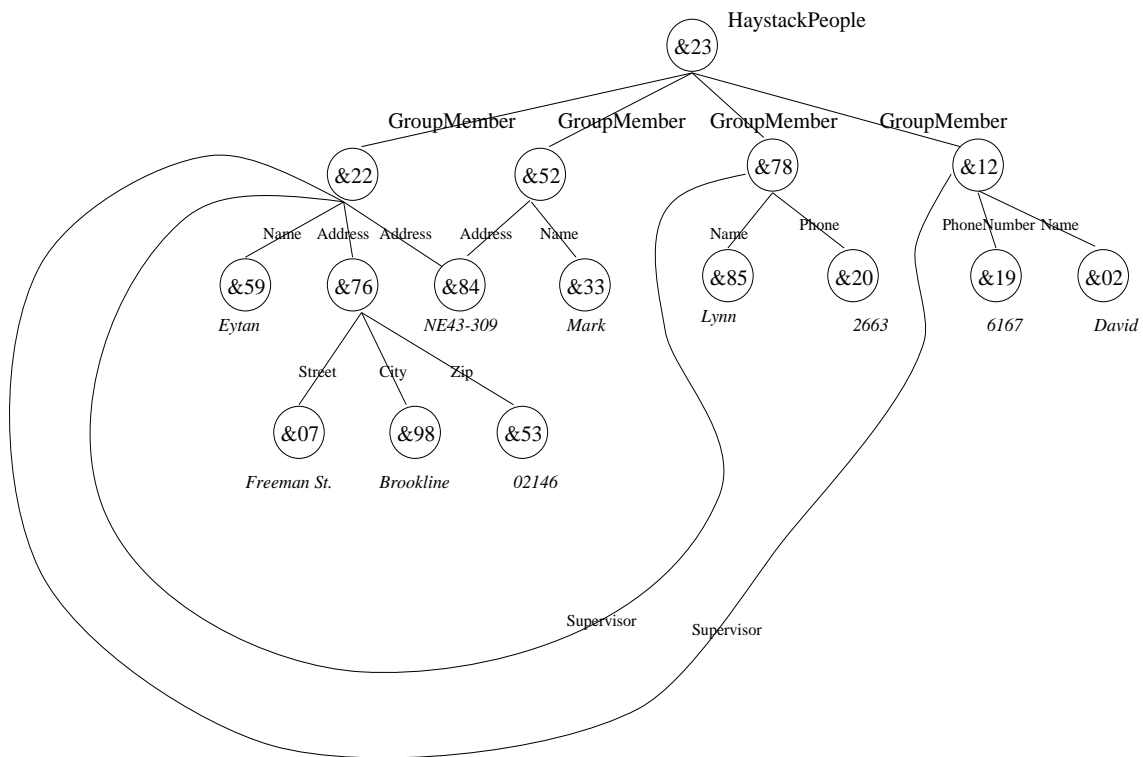 HaystackPeople
&23
GroupMember GroupMember GroupMember GroupMember
&22 &52 &78 &12
Name Address Address Address Name Name Phone PhoneNumber Name
&59 &76 &84 &33 &85 &20 &19 &02
Eytan NE43-309 Mark Lynn 2663 6167 David
Street City Zip
&07 &98 &53
Freeman St. Brookline 02146
Supervisor Supervisor